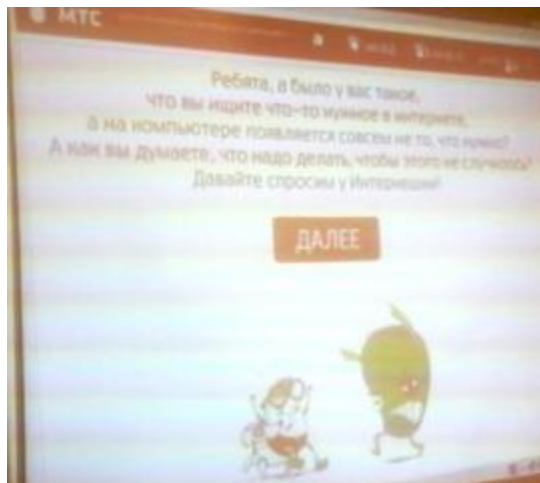 МТС
Ребята, а было у вас такое,
что вы ищите что-то нужное в интернете,
а на компьютере появляется совсем не то, что нужно?
А как вы думаете, что надо делать, чтобы этого не случилось?
Давайте спросим у Интернешки!
ДАЛЕЕ